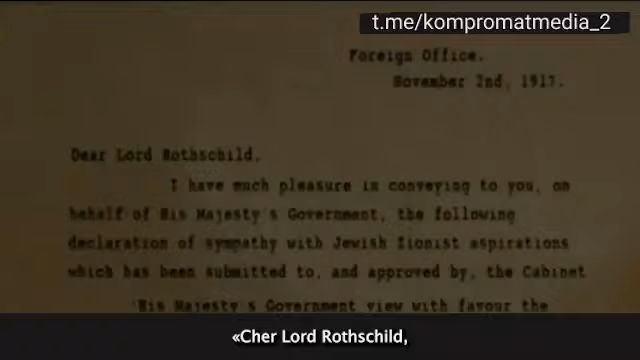 t.me/kompromatmedia_2
Foreign Office.
November 2nd, 1917.
Dear Lord Rothschild,
I have much pleasure in conveying to you, on
behalf of His Majesty's Government, the following
declaration of sympathy with Jewish Zionist aspirations
which has been submitted to, and approved by, the Cabinet
'His Majesty's Government view with favour the
«Cher Lord Rothschild,